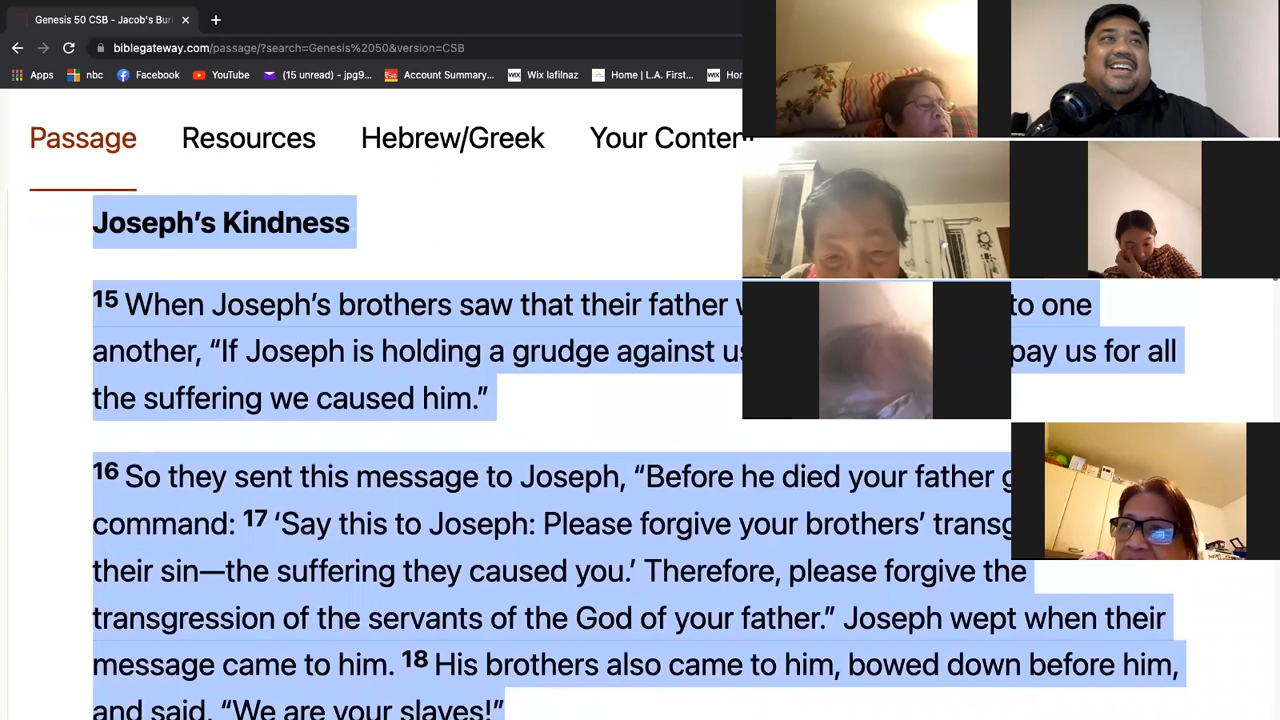 Genesis 50 CSB - Jacob's Buri
biblegateway.com/passage/?search=Genesis%2050&version=CSB
Apps nbc Facebook YouTube (15 unread) - jpg9... Account Summary... Wix lafilnaz Home | L.A. First... Hor
Passage Resources Hebrew/Greek Your Content
Joseph’s Kindness
15 When Joseph’s brothers saw that their father to one
another, “If Joseph is holding a grudge against us pay us for all
the suffering we caused him.”
16 So they sent this message to Joseph, “Before he died your father g
command: 17 ‘Say this to Joseph: Please forgive your brothers’ transg
their sin—the suffering they caused you.’ Therefore, please forgive the
transgression of the servants of the God of your father.” Joseph wept when their
message came to him. 18 His brothers also came to him, bowed down before him,
and said, “We are your slaves!”